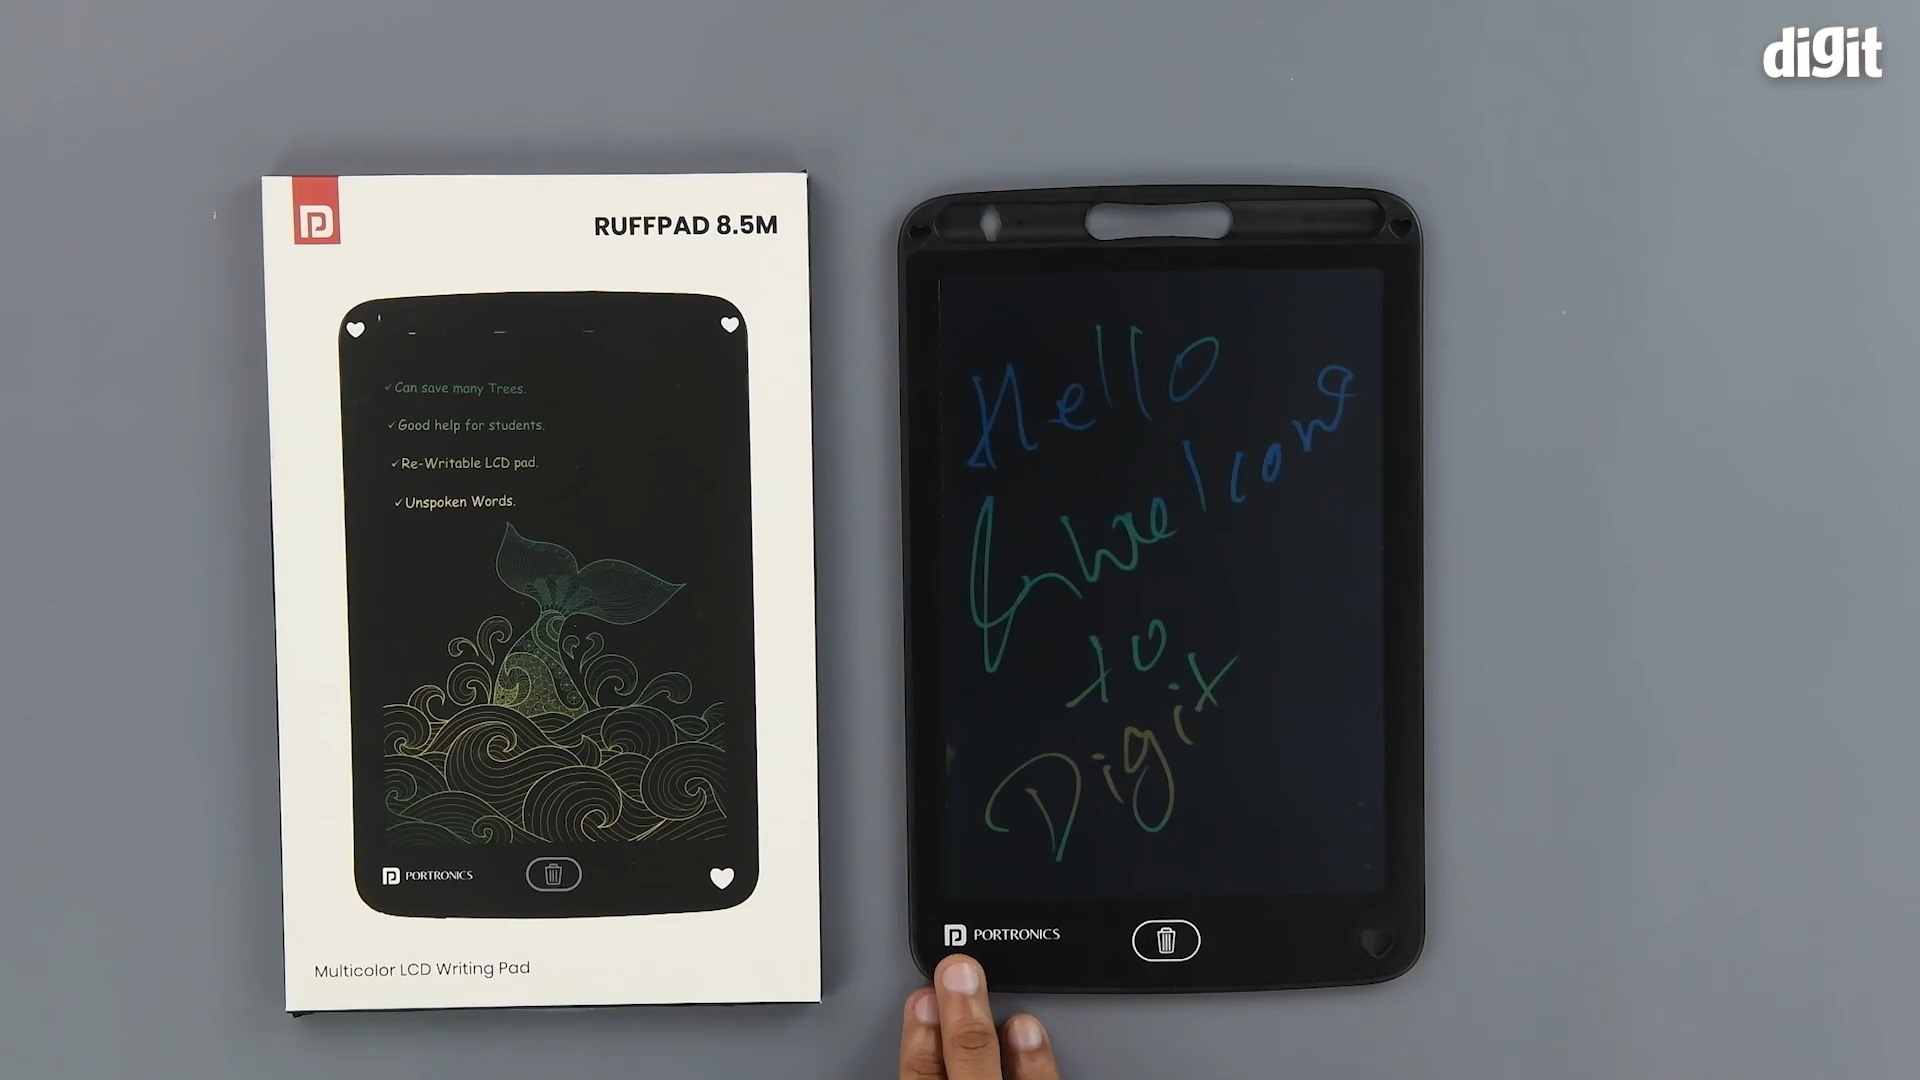 digit
RUFFPAD 8.5M
✓Can save many Trees.
✓Good help for students.
✓Re-Writable LCD pad.
✓Unspoken Words.
PORTRONICS
Multicolor LCD Writing Pad
Hello
welcome
to
Digit
PORTRONICS